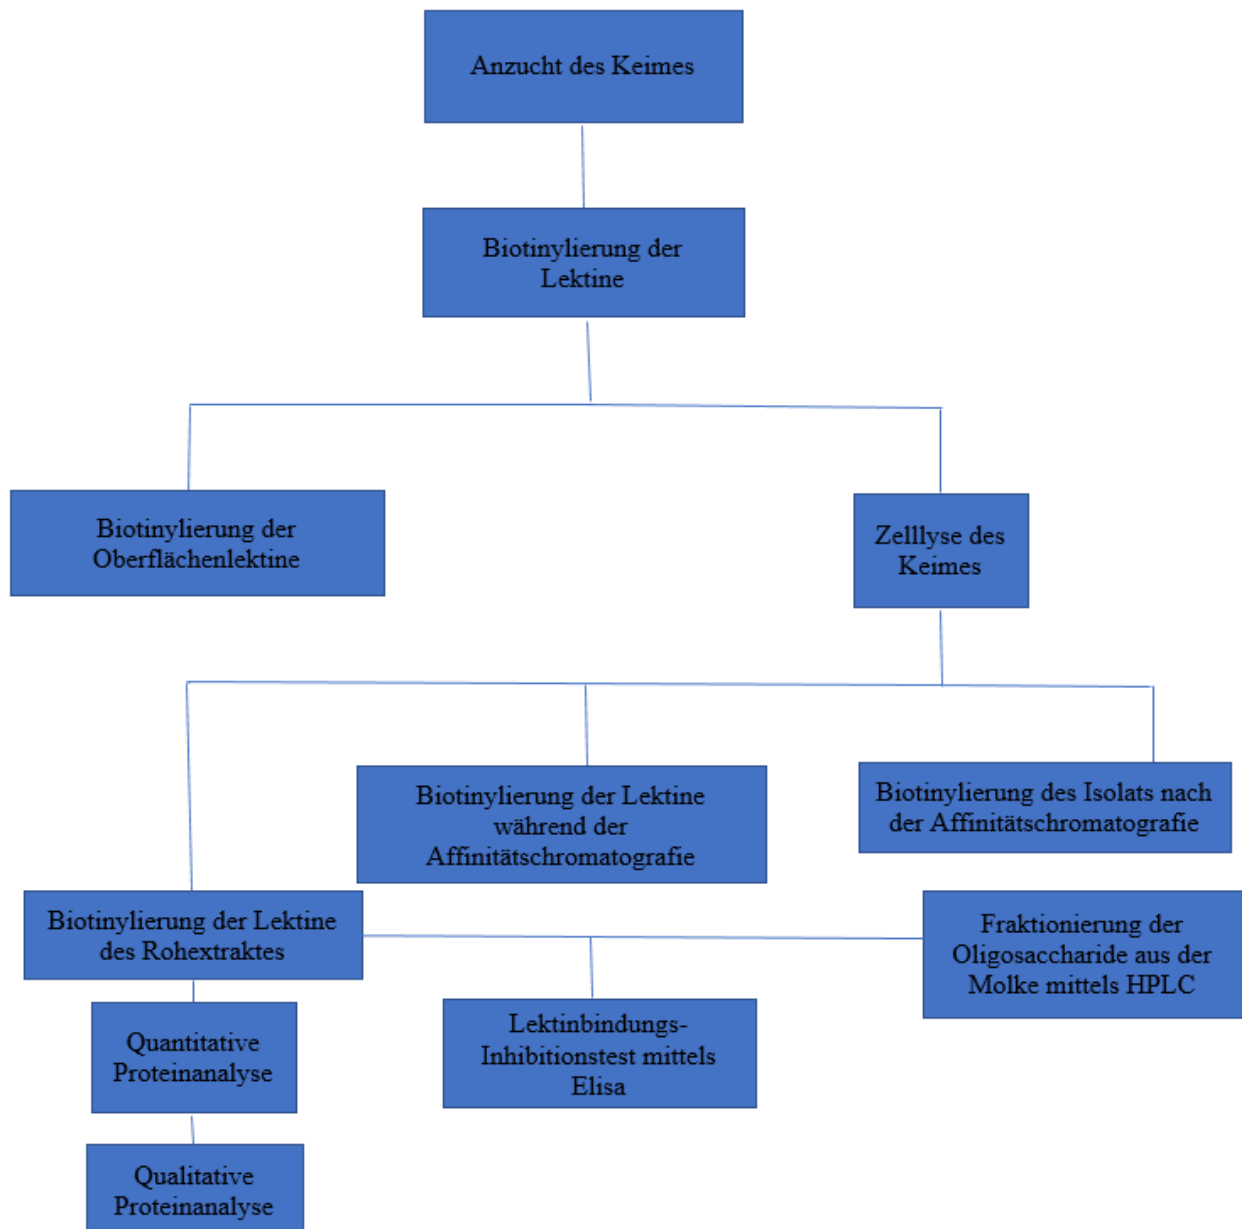 Anzucht des Keimes
Biotinylierung der
Lektine
Biotinylierung der
Oberflächenlektine
Zelllyse des
Keimes
Biotinylierung der Lektine
während der
Affinitätschromatografie
Biotinylierung des Isolats nach
der Affinitätschromatografie
Biotinylierung der Lektine
des Rohextraktes
Fraktionierung der
Oligosaccharide aus der
Molke mittels HPLC
Quantitative
Proteinanalyse
Lektinbindungs-
Inhibitionstest mittels
Elisa
Qualitative
Proteinanalyse